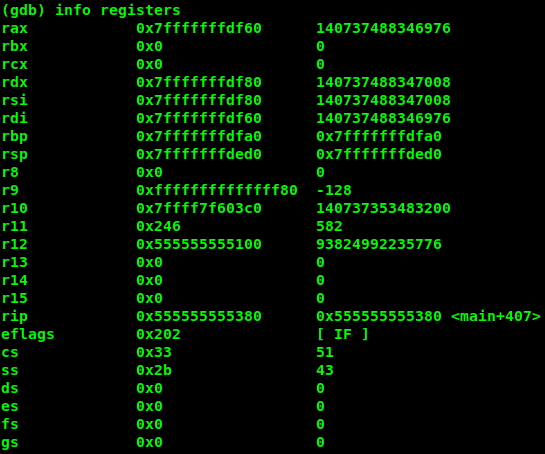 (gdb) info registers
rax            0x7fffffffdf60      140737488346976
rbx            0x0                 0
rcx            0x0                 0
rdx            0x7fffffffdf80      140737488347008
rsi            0x7fffffffdf80      140737488347008
rdi            0x7fffffffdf60      140737488346976
rbp            0x7fffffffdfa0      0x7fffffffdfa0
rsp            0x7fffffffded0      0x7fffffffded0
r8             0x0                 0
r9             0xffffffffffffff80  -128
r10            0x7ffff7f603c0      140737353483200
r11            0x246               582
r12            0x555555555100      93824992235776
r13            0x0                 0
r14            0x0                 0
r15            0x0                 0
rip            0x555555555380      0x555555555380 <main+407>
eflags         0x202               [ IF ]
cs             0x33                51
ss             0x2b                43
ds             0x0                 0
es             0x0                 0
fs             0x0                 0
gs             0x0                 0